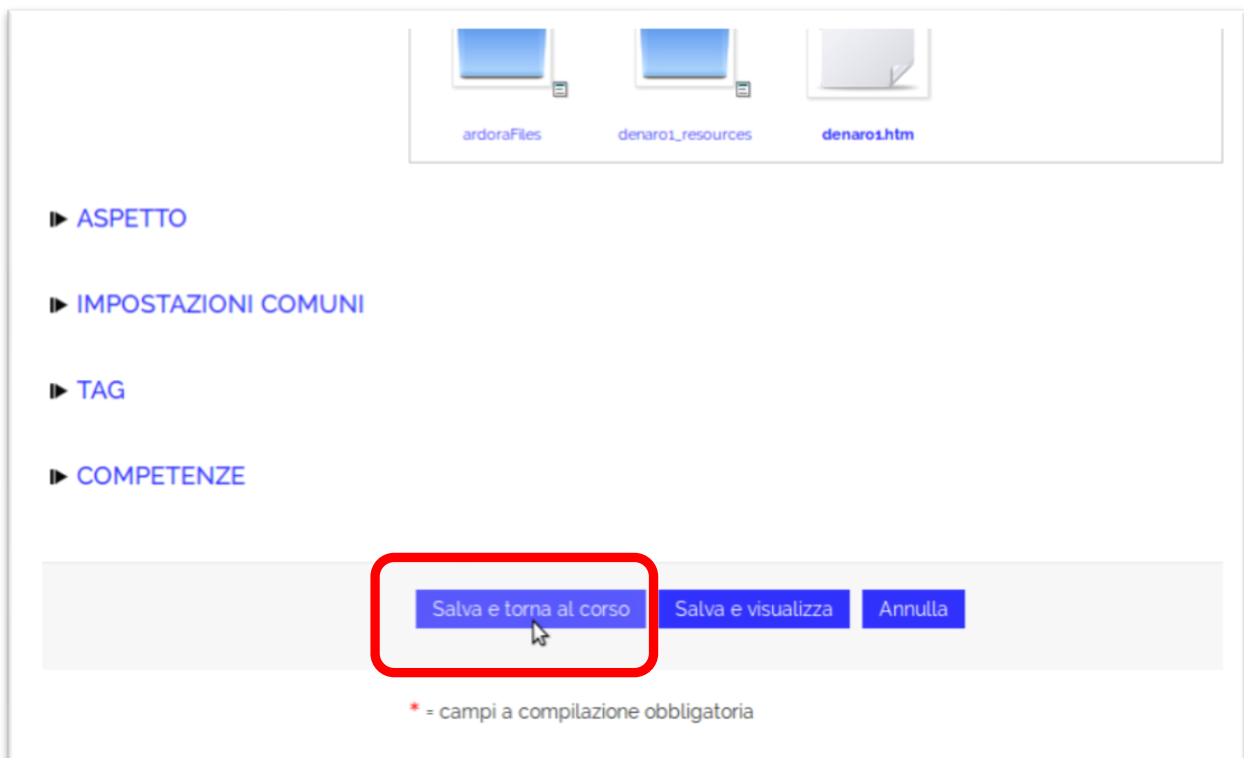 ardoraFiles denaro1_resources denaro1.htm
ASPETTO
IMPOSTAZIONI COMUNI
TAG
COMPETENZE
Salva e torna al corso Salva e visualizza Annulla
* = campi a compilazione obbligatoria